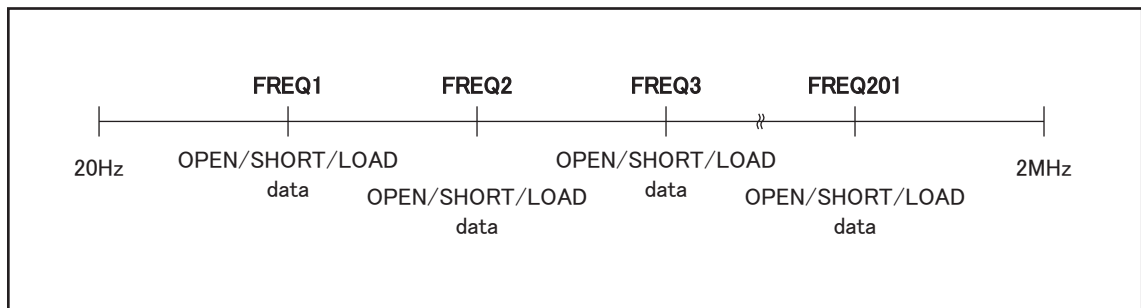 FREQ1
FREQ2
FREQ3
FREQ201
20Hz
OPEN/SHORT/LOAD
data
OPEN/SHORT/LOAD
data
OPEN/SHORT/LOAD
data
OPEN/SHORT/LOAD
data
2MHz